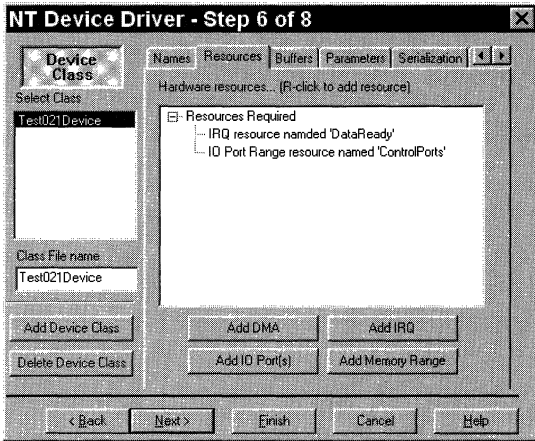 NT Device Driver - Step 6 of 8
Device Class
Select Class
Test021Device
Class File name
Test021Device
Add Device Class
Delete Device Class
Names Resources Buffers Parameters Serialization
Hardware resources... (R-click to add resource)
Resources Required
IRQ resource namded 'DataReady'
IO Port Range resource named 'ControlPorts'
Add DMA Add IRQ
Add IO Port(s) Add Memory Range
< Back Next > Finish Cancel Help